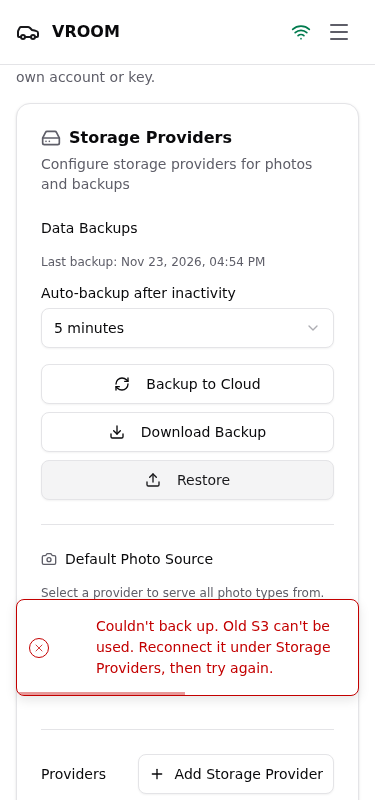 VROOM
own account or key.
Storage Providers
Configure storage providers for photos
and backups
Data Backups
Last backup: Nov 23, 2026, 04:54 PM
Auto-backup after inactivity
5 minutes
Backup to Cloud
Download Backup
Restore
Default Photo Source
Select a provider to serve all photo types from.
Couldn't back up. Old S3 can't be
used. Reconnect it under Storage
Providers, then try again.
Providers
Add Storage Provider